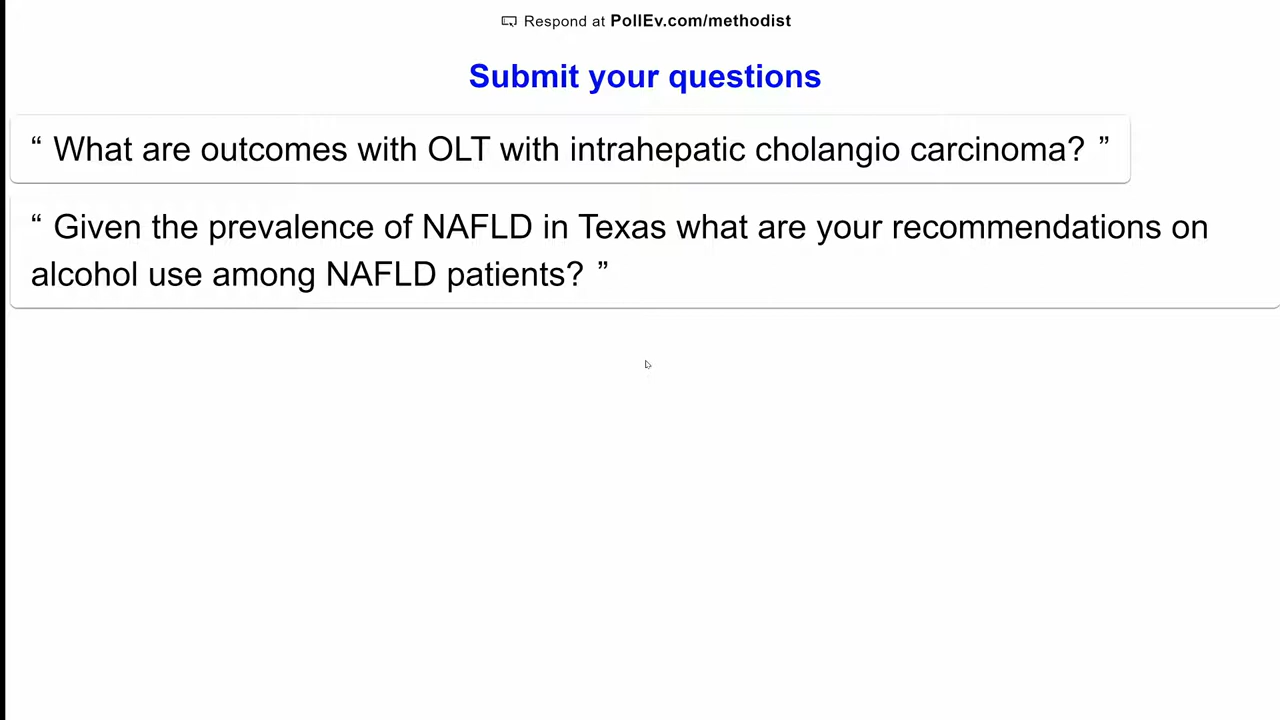 Respond at PollEv.com/methodist
Submit your questions
“ What are outcomes with OLT with intrahepatic cholangio carcinoma? ”
“ Given the prevalence of NAFLD in Texas what are your recommendations on
alcohol use among NAFLD patients? ”